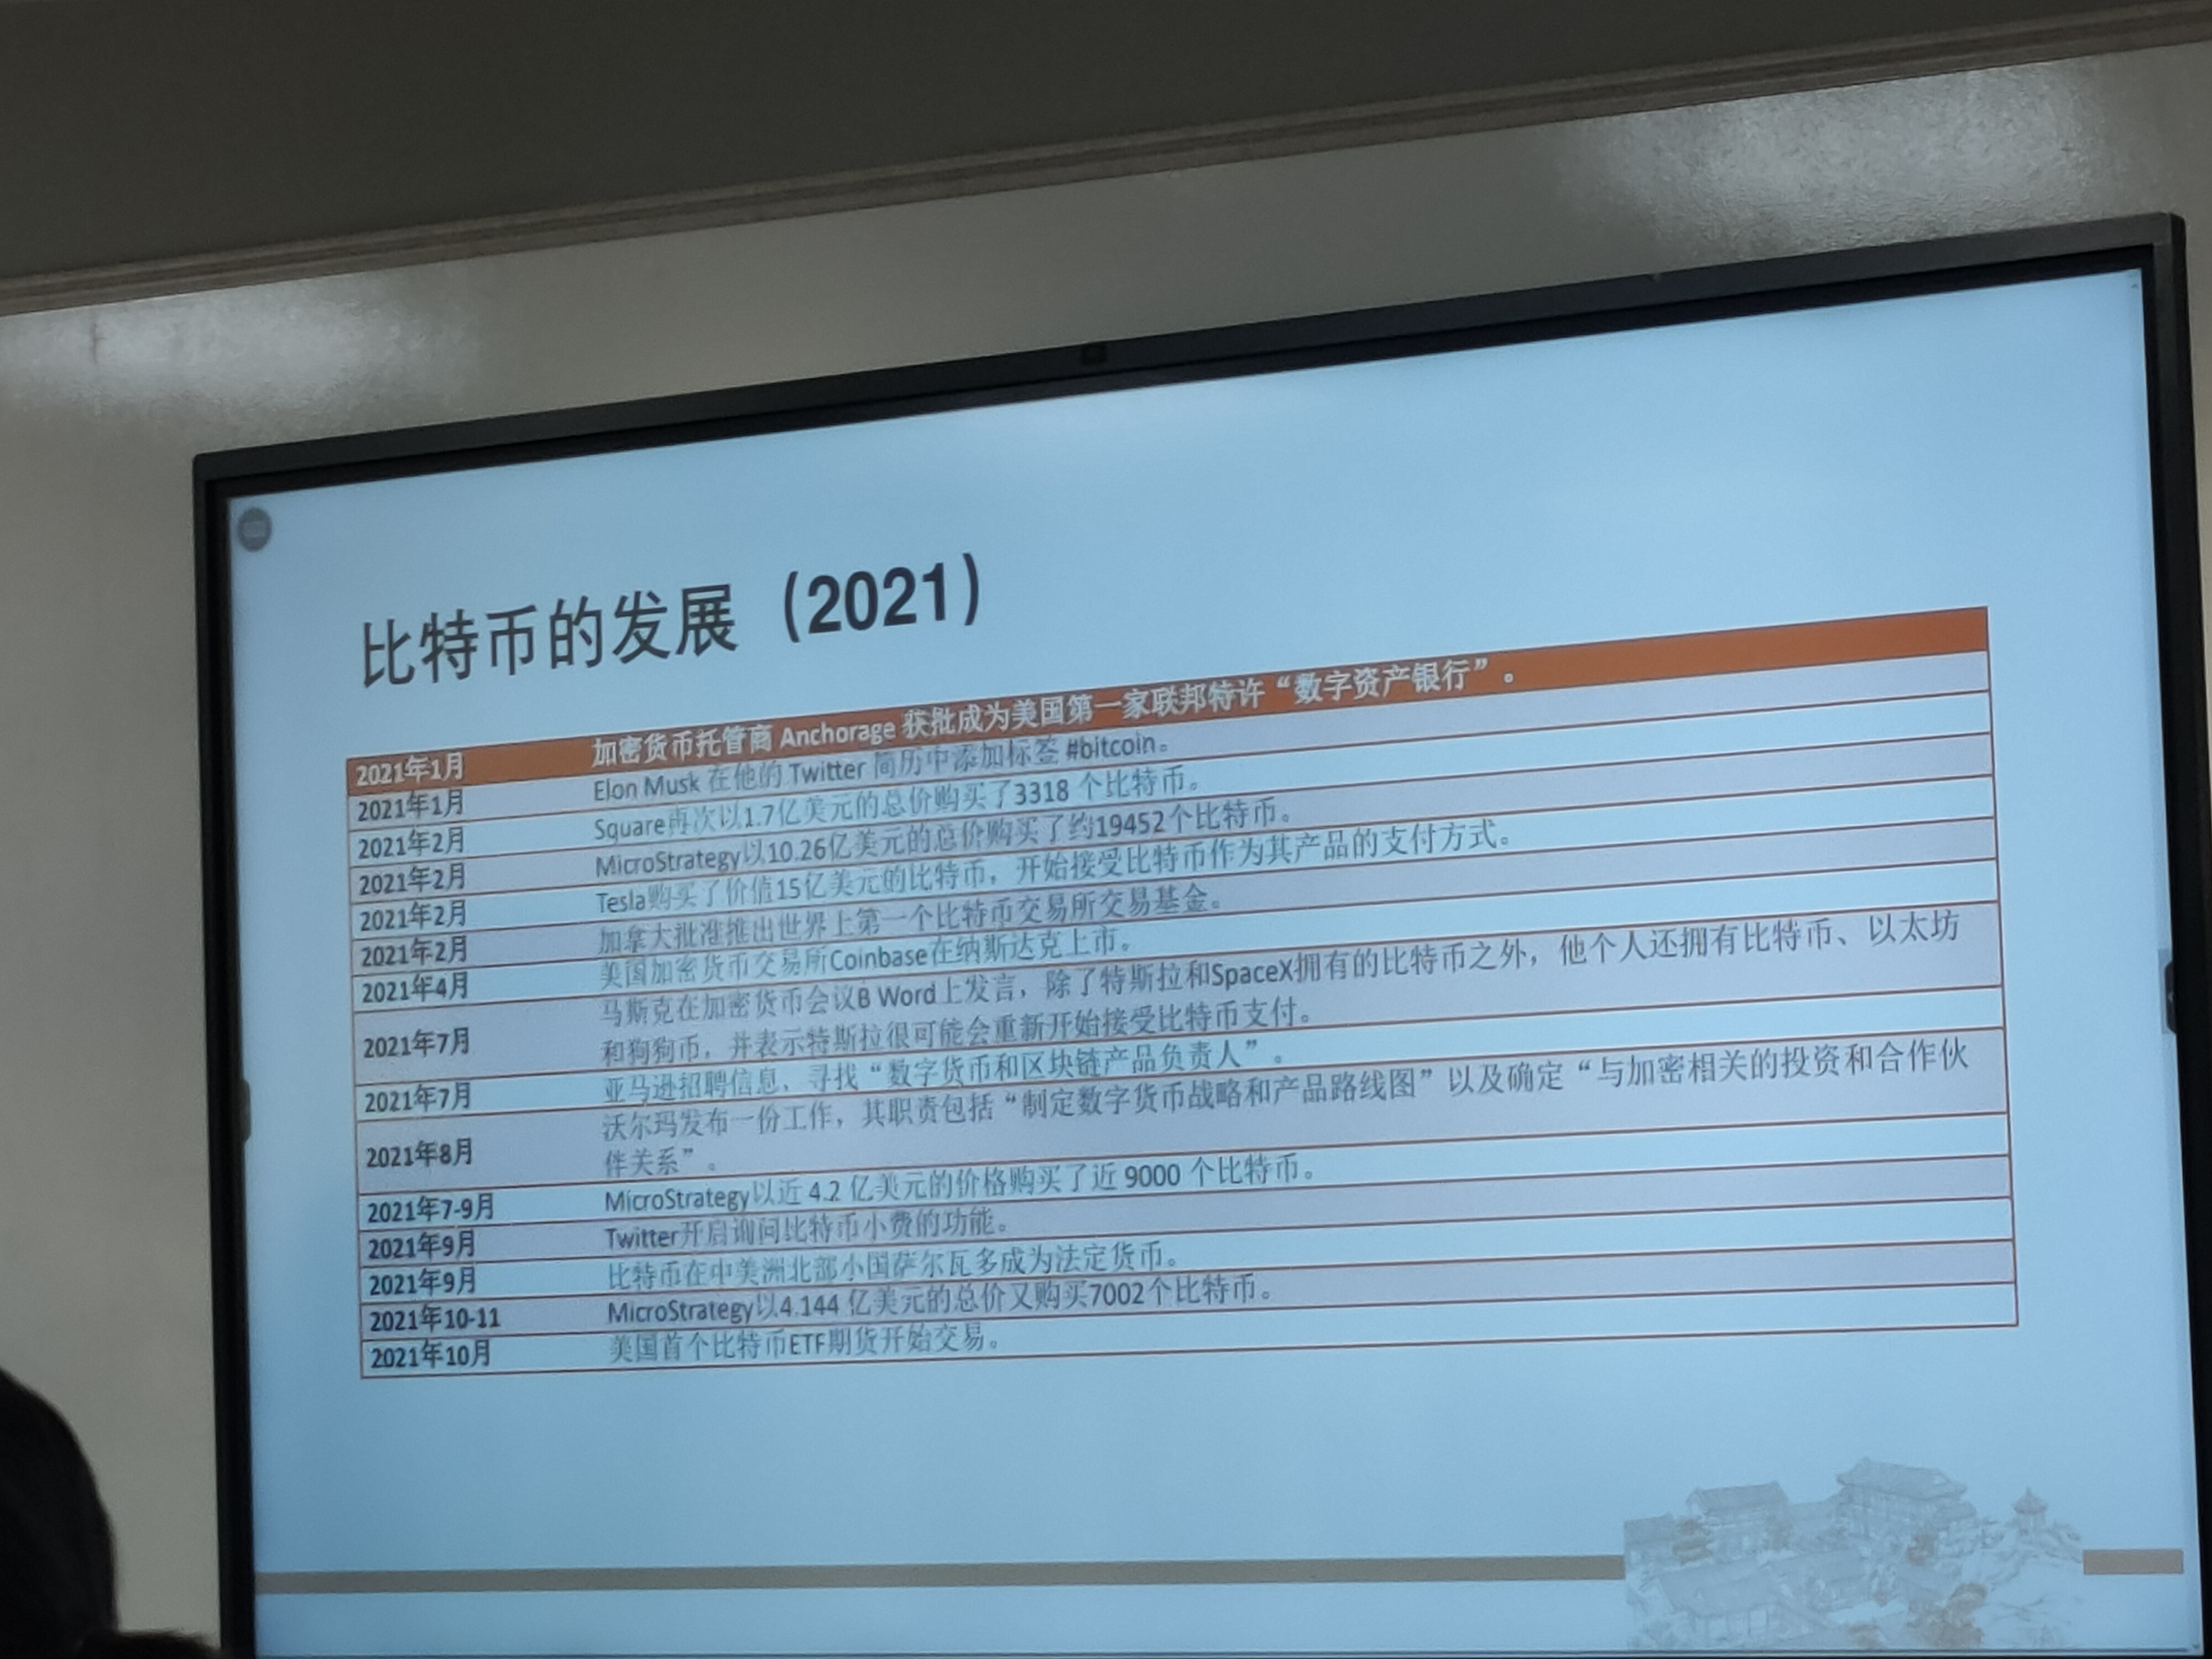 比特币的发展（2021）
2021年1月 加密货币托管商 Anchorage 获批成为美国第一家联邦特许“数字资产银行”。
2021年1月 Elon Musk 在他的 Twitter 简历中添加标签 #bitcoin。
2021年2月 Square再次以1.7亿美元的总价购买了3318 个比特币。
2021年2月 MicroStrategy以10.26亿美元的总价购买了约19452个比特币。
2021年2月 Tesla购买了价值15亿美元的比特币，开始接受比特币作为其产品的支付方式。
2021年2月 加拿大批准推出世界上第一个比特币交易所交易基金。
2021年4月 美国加密货币交易所Coinbase在纳斯达克上市。
2021年7月 马斯克在加密货币会议B Word上发言，除了特斯拉和SpaceX拥有的比特币之外，他个人还拥有比特币、以太坊
和狗狗币，并表示特斯拉很可能会重新开始接受比特币支付。
2021年7月 亚马逊招聘信息，寻找“数字货币和区块链产品负责人”。
2021年8月 沃尔玛发布一份工作，其职责包括“制定数字货币战略和产品路线图”以及确定“与加密相关的投资和合作伙
伴关系”。
2021年7-9月 MicroStrategy以近 4.2 亿美元的价格购买了近 9000 个比特币。
2021年9月 Twitter开启询问比特币小费的功能。
2021年9月 比特币在中美洲北部小国萨尔瓦多成为法定货币。
2021年10-11 MicroStrategy以4.144 亿美元的总价又购买7002个比特币。
2021年10月 美国首个比特币ETF期货开始交易。